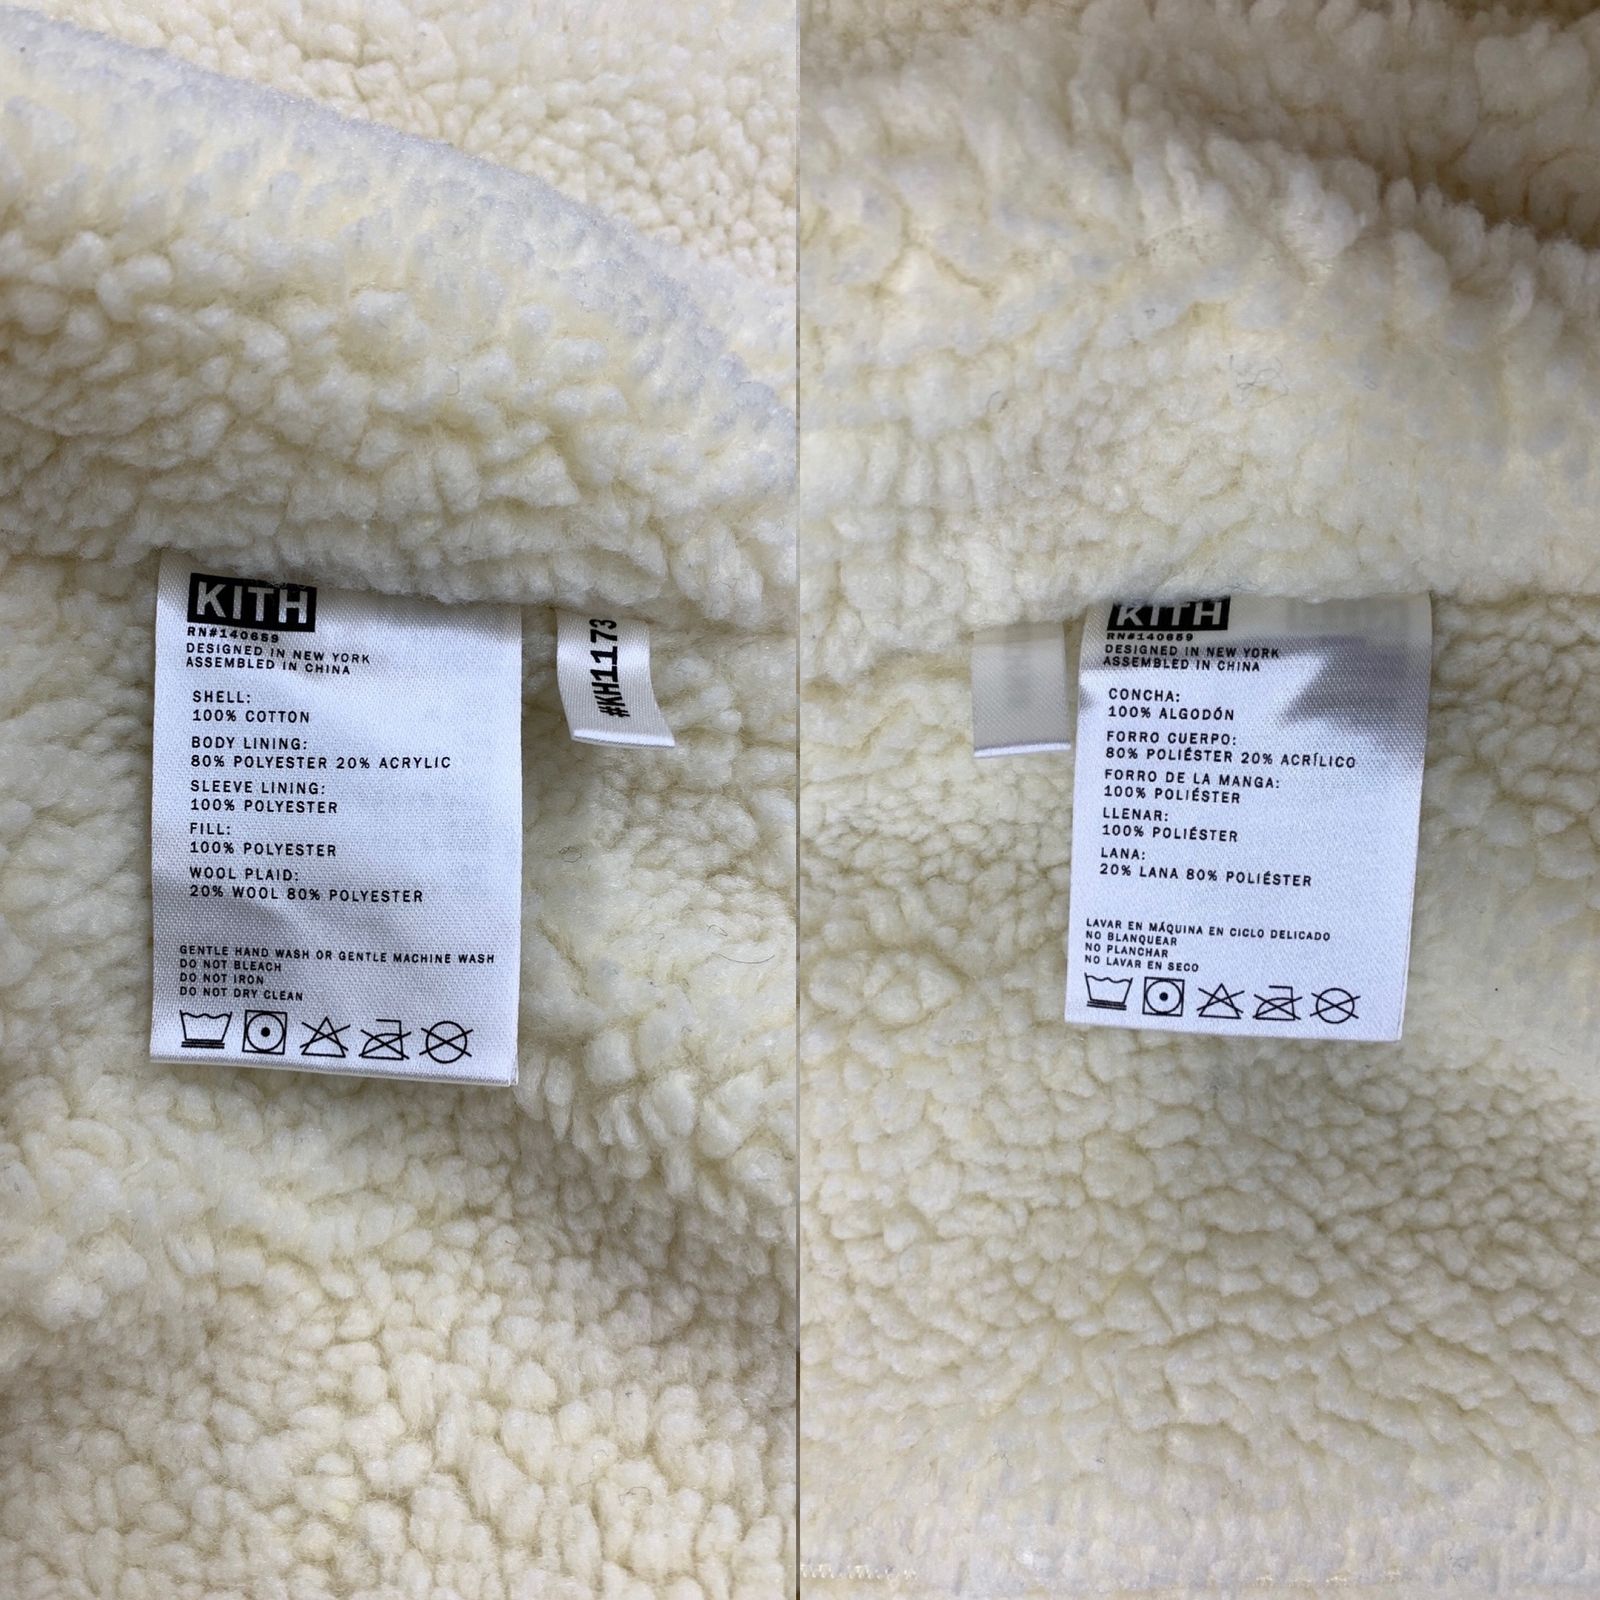 KITH
RN#140659
DESIGNED IN NEW YORK
ASSEMBLED IN CHINA
SHELL:
100% COTTON
BODY LINING:
80% POLYESTER 20% ACRYLIC
SLEEVE LINING:
100% POLYESTER
FILL:
100% POLYESTER
WOOL PLAID:
20% WOOL 80% POLYESTER
GENTLE HAND WASH OR GENTLE MACHINE WASH
DO NOT BLEACH
DO NOT IRON
DO NOT DRY CLEAN
#KH1173
KITH
RN#140659
DESIGNED IN NEW YORK
ASSEMBLED IN CHINA
CONCHA:
100% ALGODÓN
FORRO CUERPO:
80% POLIÉSTER 20% ACRÍLICO
FORRO DE LA MANGA:
100% POLIÉSTER
LLENAR:
100% POLIÉSTER
LANA:
20% LANA 80% POLIÉSTER
LAVAR EN MÁQUINA EN CICLO DELICADO
NO BLANQUEAR
NO PLANCHAR
NO LAVAR EN SECO